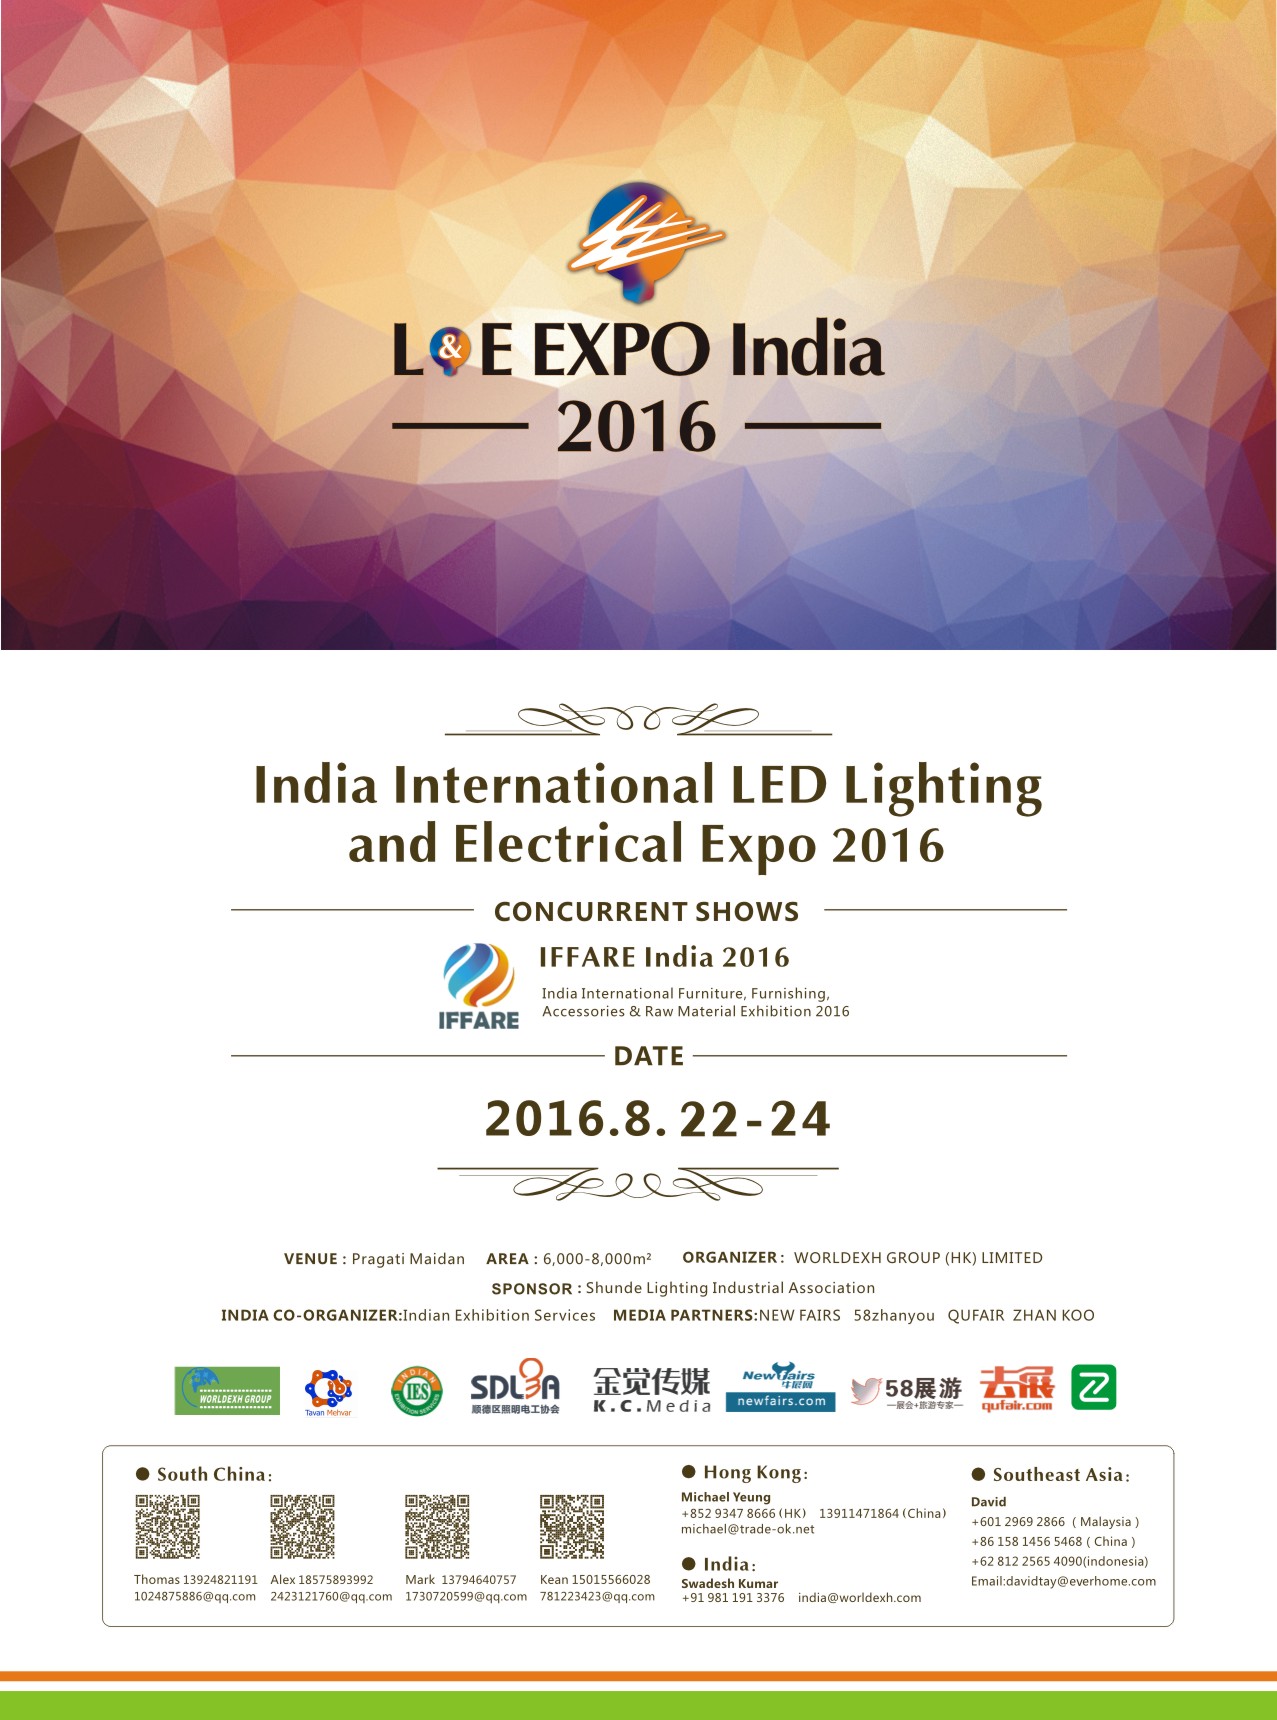 L&E EXPO India
2016
India International LED Lighting
and Electrical Expo 2016
CONCURRENT SHOWS
IFFARE
IFFARE India 2016
India International Furniture, Furnishing,
Accessories & Raw Material Exhibition 2016
DATE
2016.8. 22-24
VENUE : Pragati Maidan AREA : 6,000-8,000m² ORGANIZER : WORLDEXH GROUP (HK) LIMITED
SPONSOR : Shunde Lighting Industrial Association
INDIA CO-ORGANIZER:Indian Exhibition Services MEDIA PARTNERS:NEW FAIRS 58zhanyou QUFAIR ZHAN KOO
WORLDEXH GROUP
Tavan Mehvar
INDIAN
IES
EXHIBITION SERVICES
SDLEA
顺德区照明电工协会
金觉传媒
K.C.Media
Newfairs
牛展网
newfairs.com
58展游
—展会+旅游专家—
去展
qufair.com
Z
South China:
Thomas 13924821191
1024875886@qq.com
Alex 18575893992
2423121760@qq.com
Mark 13794640757
1730720599@qq.com
Kean 15015566028
781223423@qq.com
Hong Kong:
Michael Yeung
+852 9347 8666 (HK) 13911471864 (China)
michael@trade-ok.net
India:
Swadesh Kumar
+91 981 191 3376 india@worldexh.com
Southeast Asia:
David
+601 2969 2866 ( Malaysia )
+86 158 1456 5468 ( China )
+62 812 2565 4090(indonesia)
Email:davidtay@everhome.com